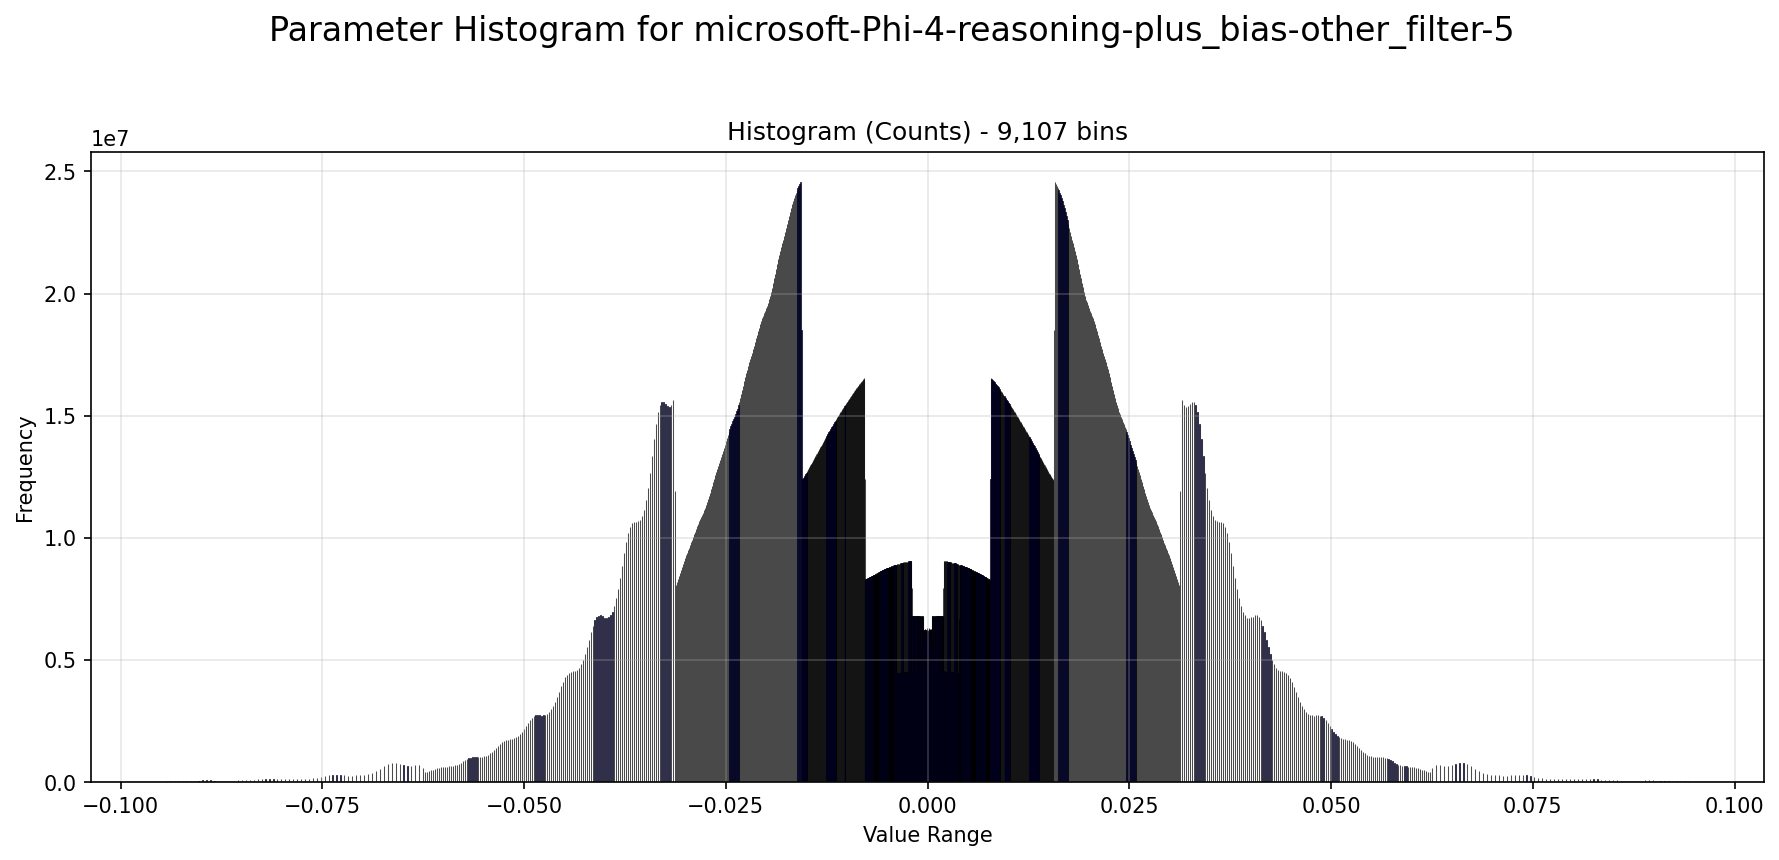 Parameter Histogram for microsoft-Phi-4-reasoning-plus_bias-other_filter-5
Histogram (Counts) - 9,107 bins
1e7
2.5
2.0
1.5
1.0
0.5
0.0
Frequency
−0.100 −0.075 −0.050 −0.025 0.000 0.025 0.050 0.075 0.100
Value Range